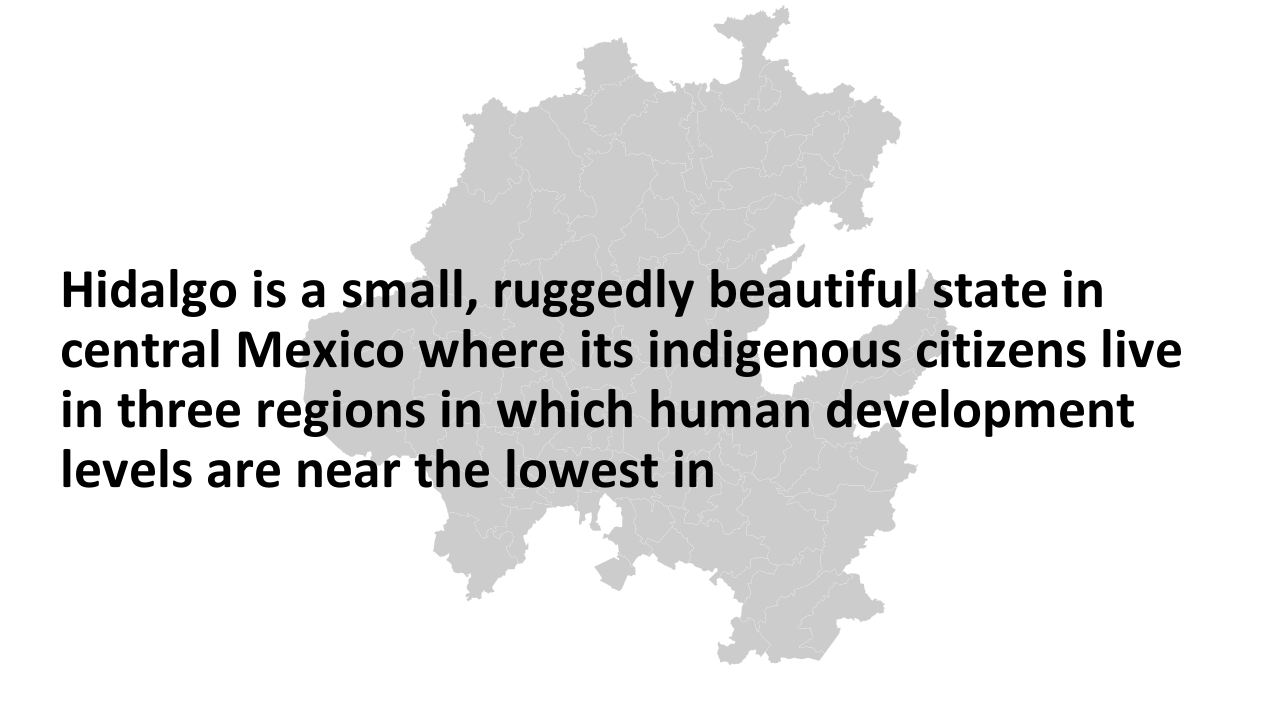 Hidalgo is a small, ruggedly beautiful state in
central Mexico where its indigenous citizens live
in three regions in which human development
levels are near the lowest in